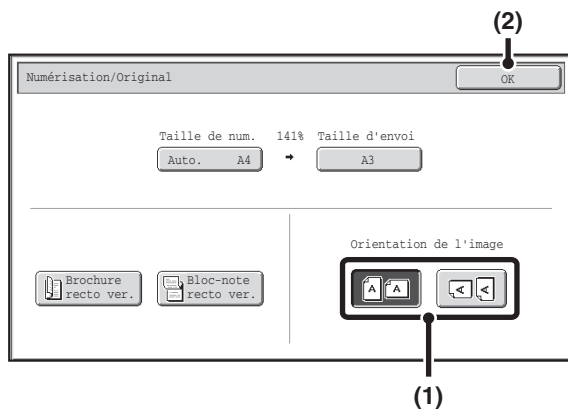 (2)
Numérisation/Original
OK
Taille de num. 141% Taille d'envoi
Auto. A4 → A3
Orientation de l'image
Brochure
recto ver.
Bloc-note
recto ver.
A A A A
(1)